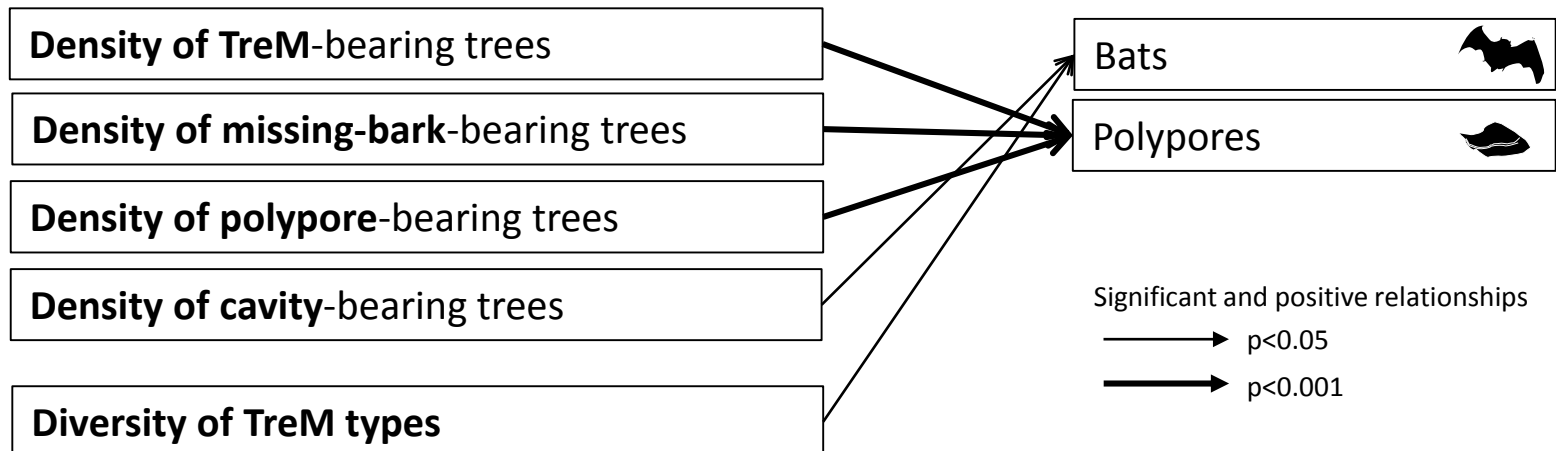 Density of TreM-bearing trees
Density of missing-bark-bearing trees
Density of polypore-bearing trees
Density of cavity-bearing trees
Diversity of TreM types
Bats
Polypores
Significant and positive relationships
p<0.05
p<0.001